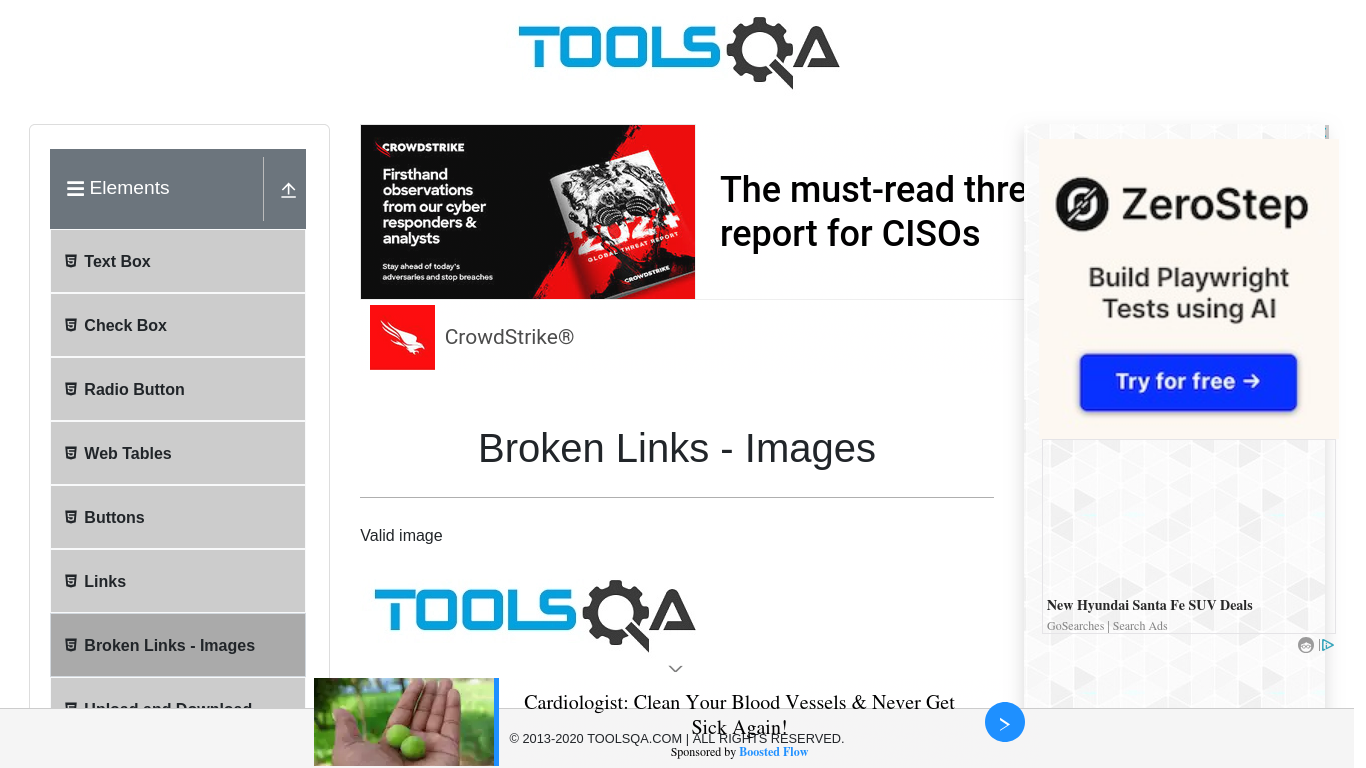 TOOLSQA
Elements
Text Box
Check Box
Radio Button
Web Tables
Buttons
Links
Broken Links - Images
Upload and Download
CROWDSTRIKE
Firsthand
observations
from our cyber
responders &
analysts
Stay ahead of today's
adversaries and stop breaches
2024
GLOBAL THREAT REPORT
CROWDSTRIKE
The must-read thre
report for CISOs
CrowdStrike®
Broken Links - Images
Valid image
TOOLSQA
ZeroStep
Build Playwright
Tests using AI
Try for free →
New Hyundai Santa Fe SUV Deals
GoSearches | Search Ads
Cardiologist: Clean Your Blood Vessels & Never Get
Sick Again!
© 2013-2020 TOOLSQA.COM | ALL RIGHTS RESERVED.
Sponsored by Boosted Flow